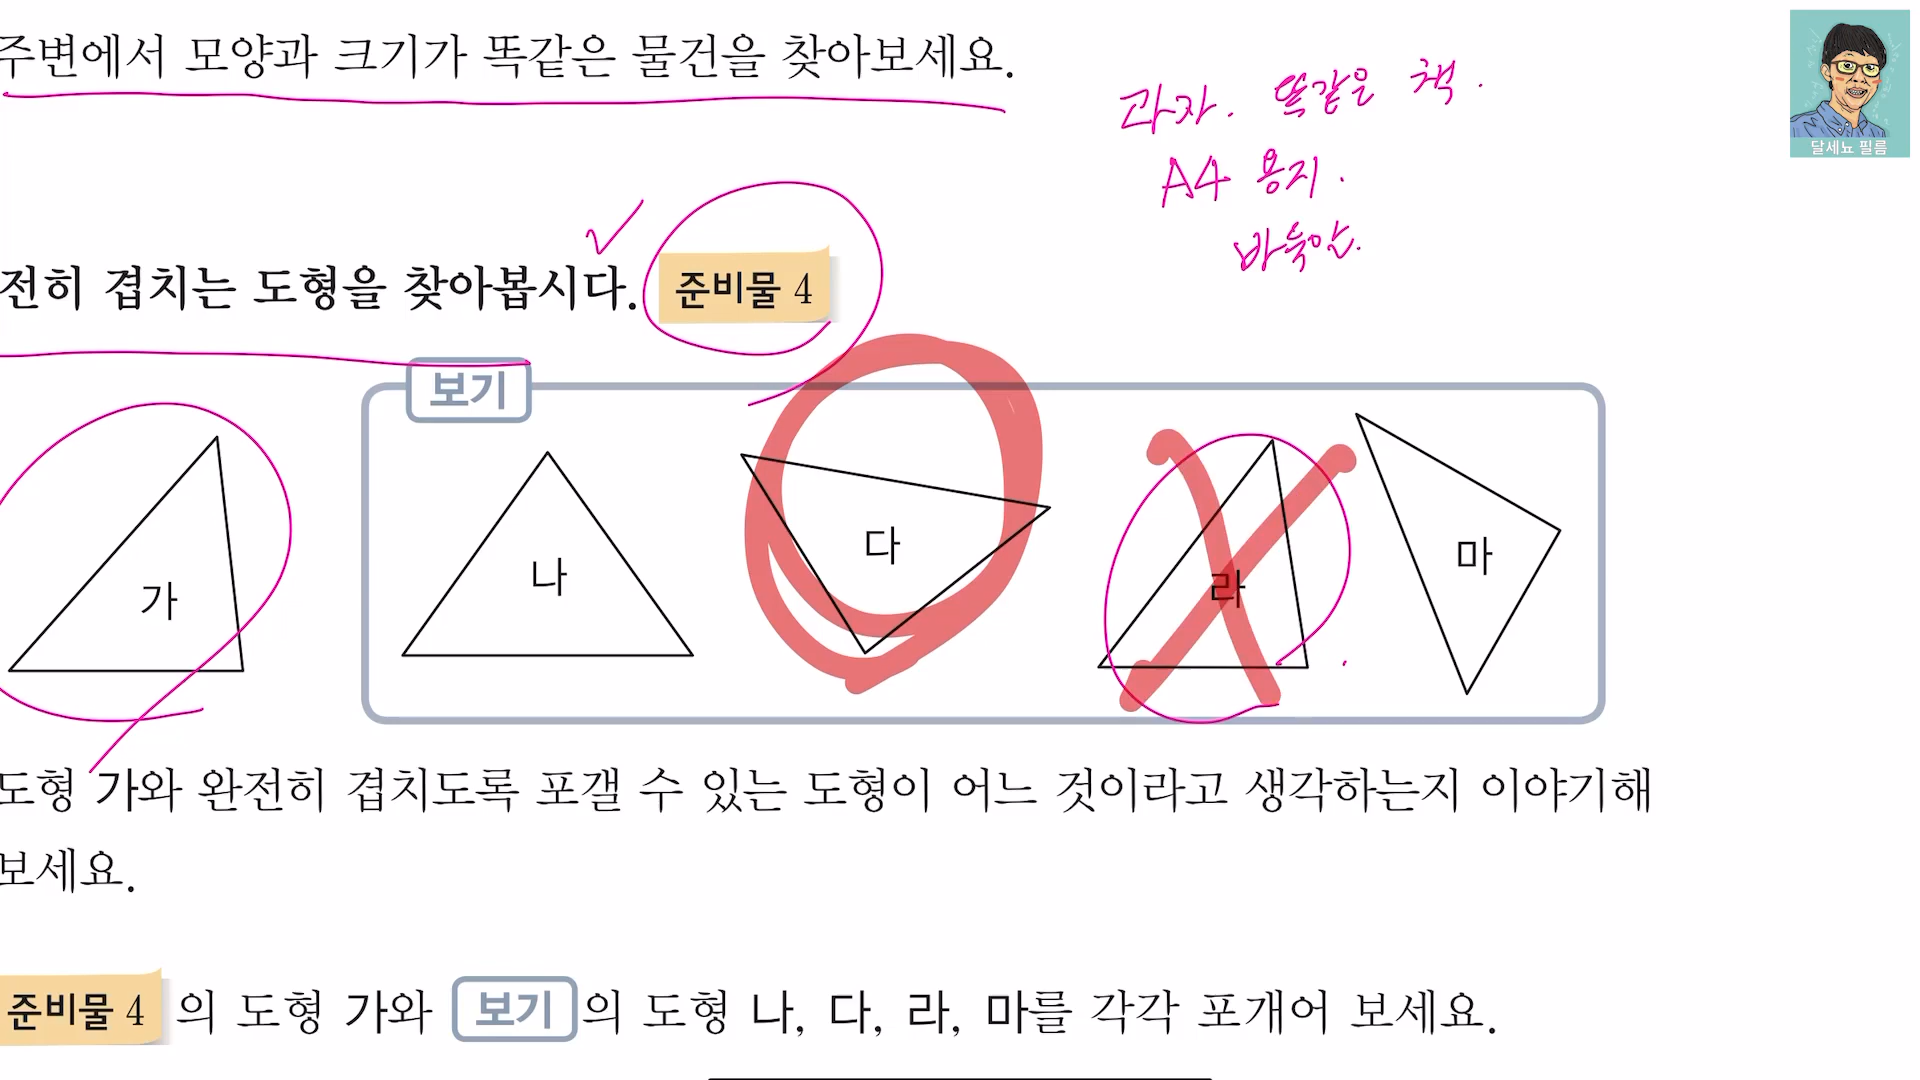 주변에서 모양과 크기가 똑같은 물건을 찾아보세요.
과자. 똑같은 책.
A4 용지.
바둑알.
달세뇨 필름
전히 겹치는 도형을 찾아봅시다. 준비물 4
보기
가
나
다
라
마
도형 가와 완전히 겹치도록 포갤 수 있는 도형이 어느 것이라고 생각하는지 이야기해
보세요.
준비물 4 의 도형 가와 보기 의 도형 나, 다, 라, 마를 각각 포개어 보세요.